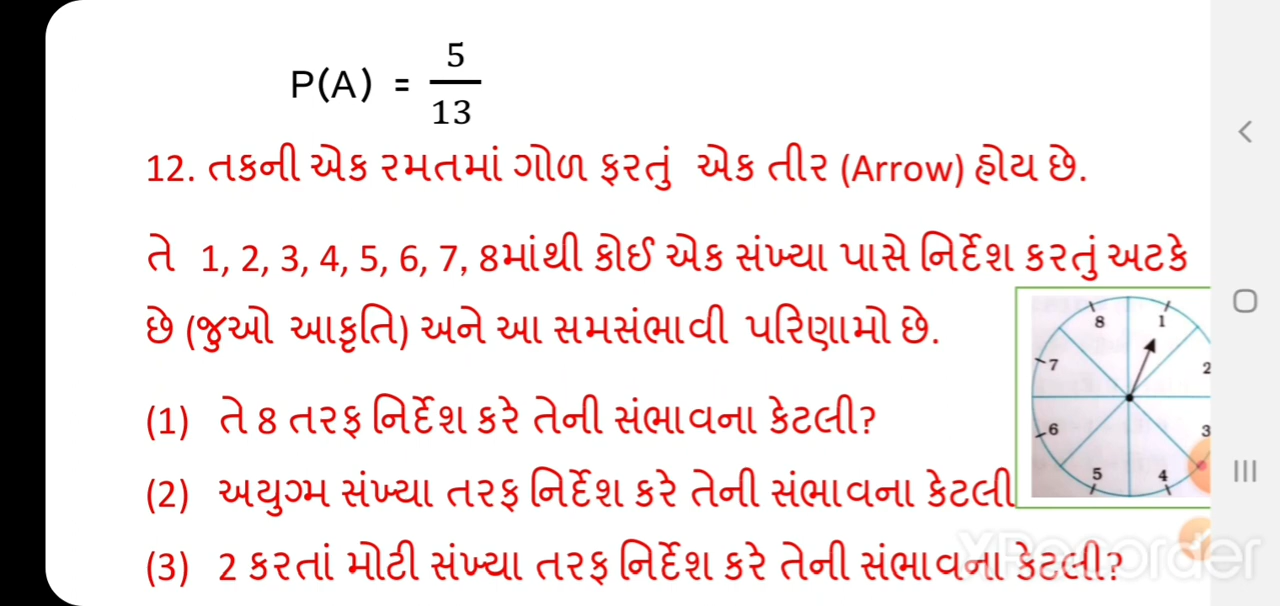 P(A) = 5/13
12. તકની એક રમતમાં ગોળ ફરતું એક તીર (Arrow) હોય છે.
તે 1, 2, 3, 4, 5, 6, 7, 8માંથી કોઈ એક સંખ્યા પાસે નિર્દેશ કરતું અટકે
છે (જુઓ આકૃતિ) અને આ સમસંભાવી પરિણામો છે.
8 1
7 2
6 3
5 4
(1) તે 8 તરફ નિર્દેશ કરે તેની સંભાવના કેટલી?
(2) અયુગ્મ સંખ્યા તરફ નિર્દેશ કરે તેની સંભાવના કેટલી
(3) 2 કરતાં મોટી સંખ્યા તરફ નિર્દેશ કરે તેની સંભાવના કેટલી?
XRecorder